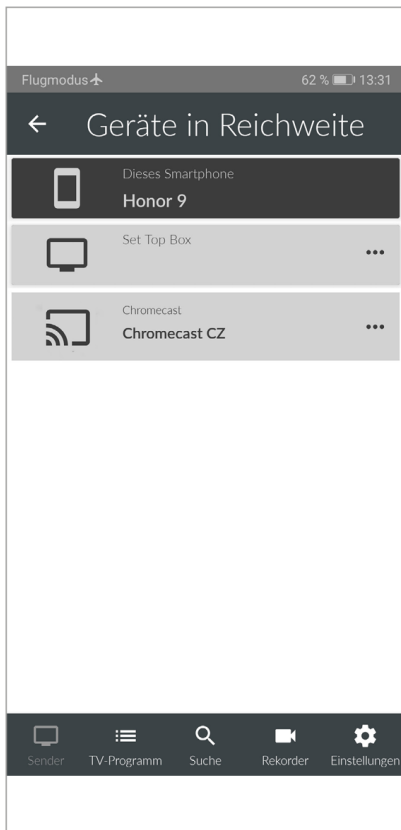 Flugmodus 62 % 13:31
Geräte in Reichweite
Dieses Smartphone
Honor 9
Set Top Box
Chromecast
Chromecast CZ
Sender TV-Programm Suche Rekorder Einstellungen